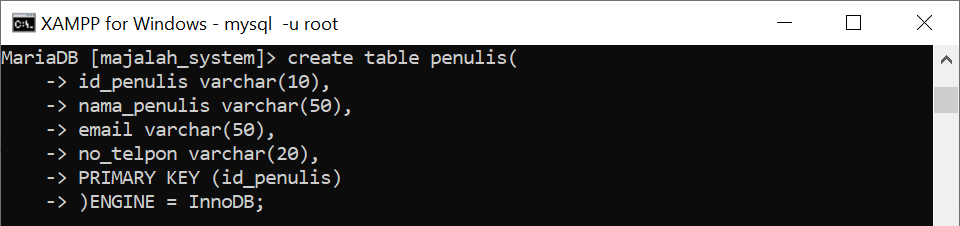 XAMPP for Windows - mysql  -u root
MariaDB [majalah_system]> create table penulis(
    -> id_penulis varchar(10),
    -> nama_penulis varchar(50),
    -> email varchar(50),
    -> no_telpon varchar(20),
    -> PRIMARY KEY (id_penulis)
    -> )ENGINE = InnoDB;